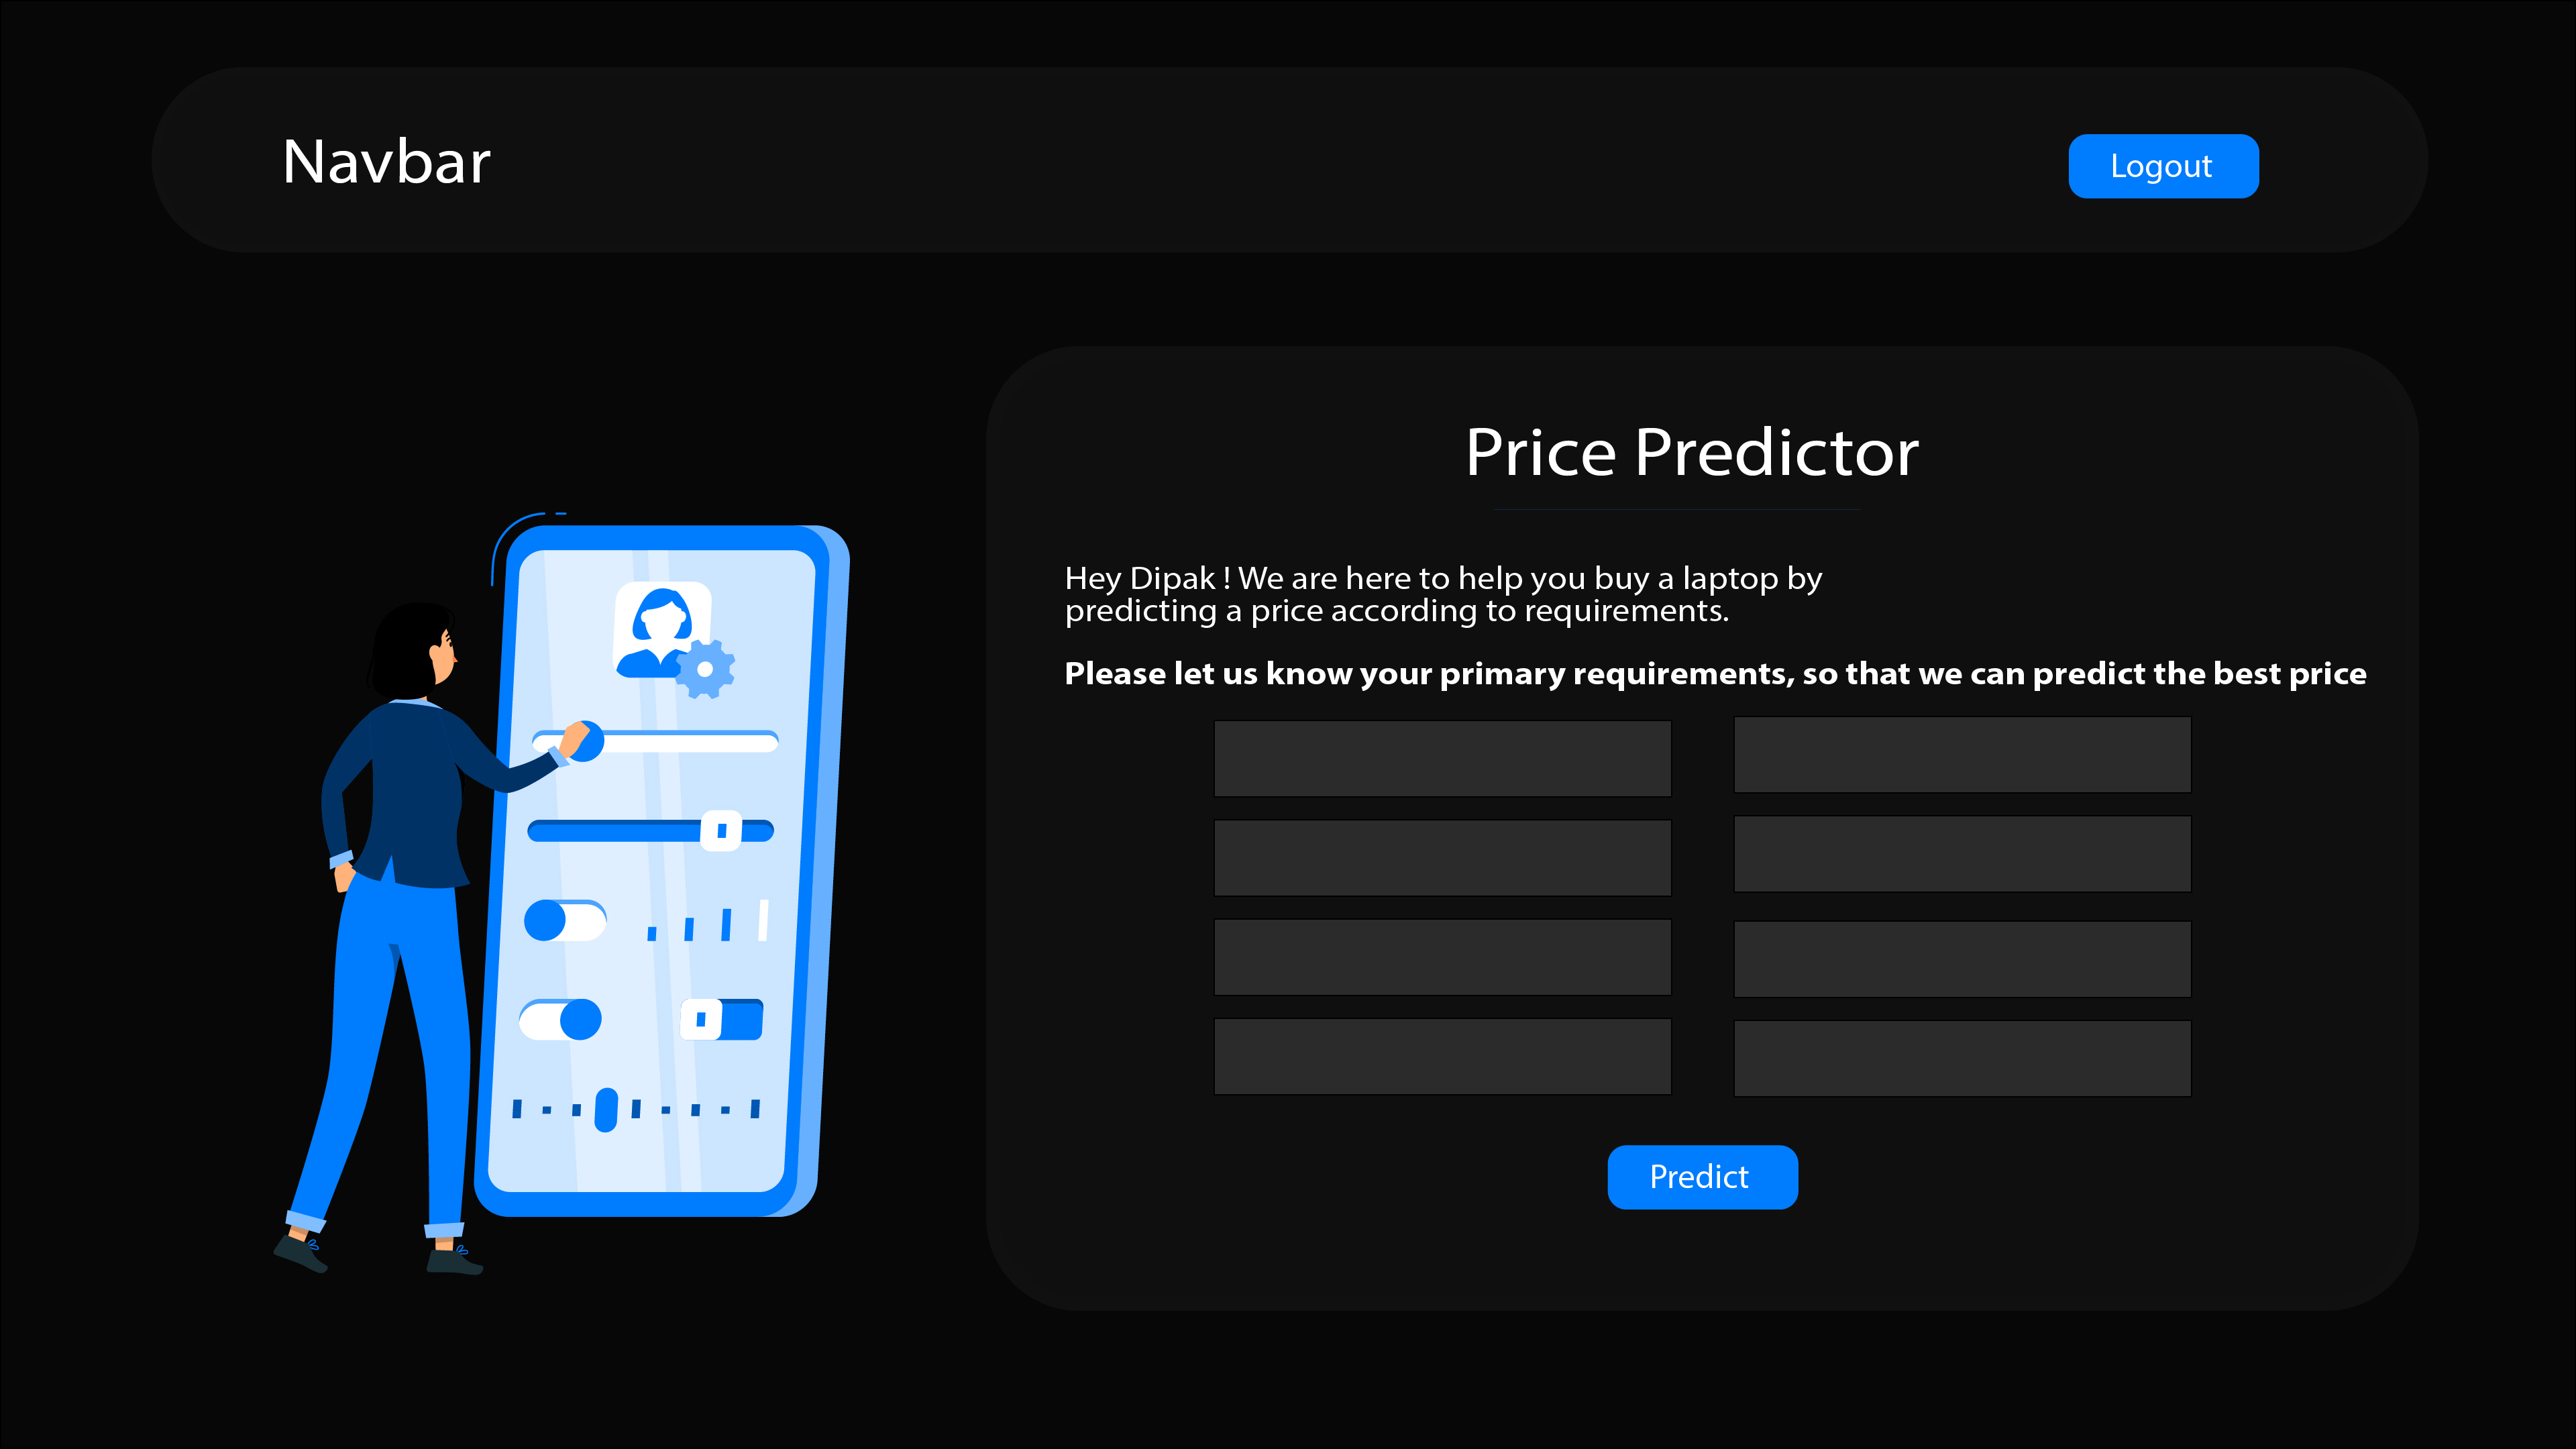 Navbar
Logout
Price Predictor
Hey Dipak ! We are here to help you buy a laptop by
predicting a price according to requirements.
Please let us know your primary requirements, so that we can predict the best price
Predict